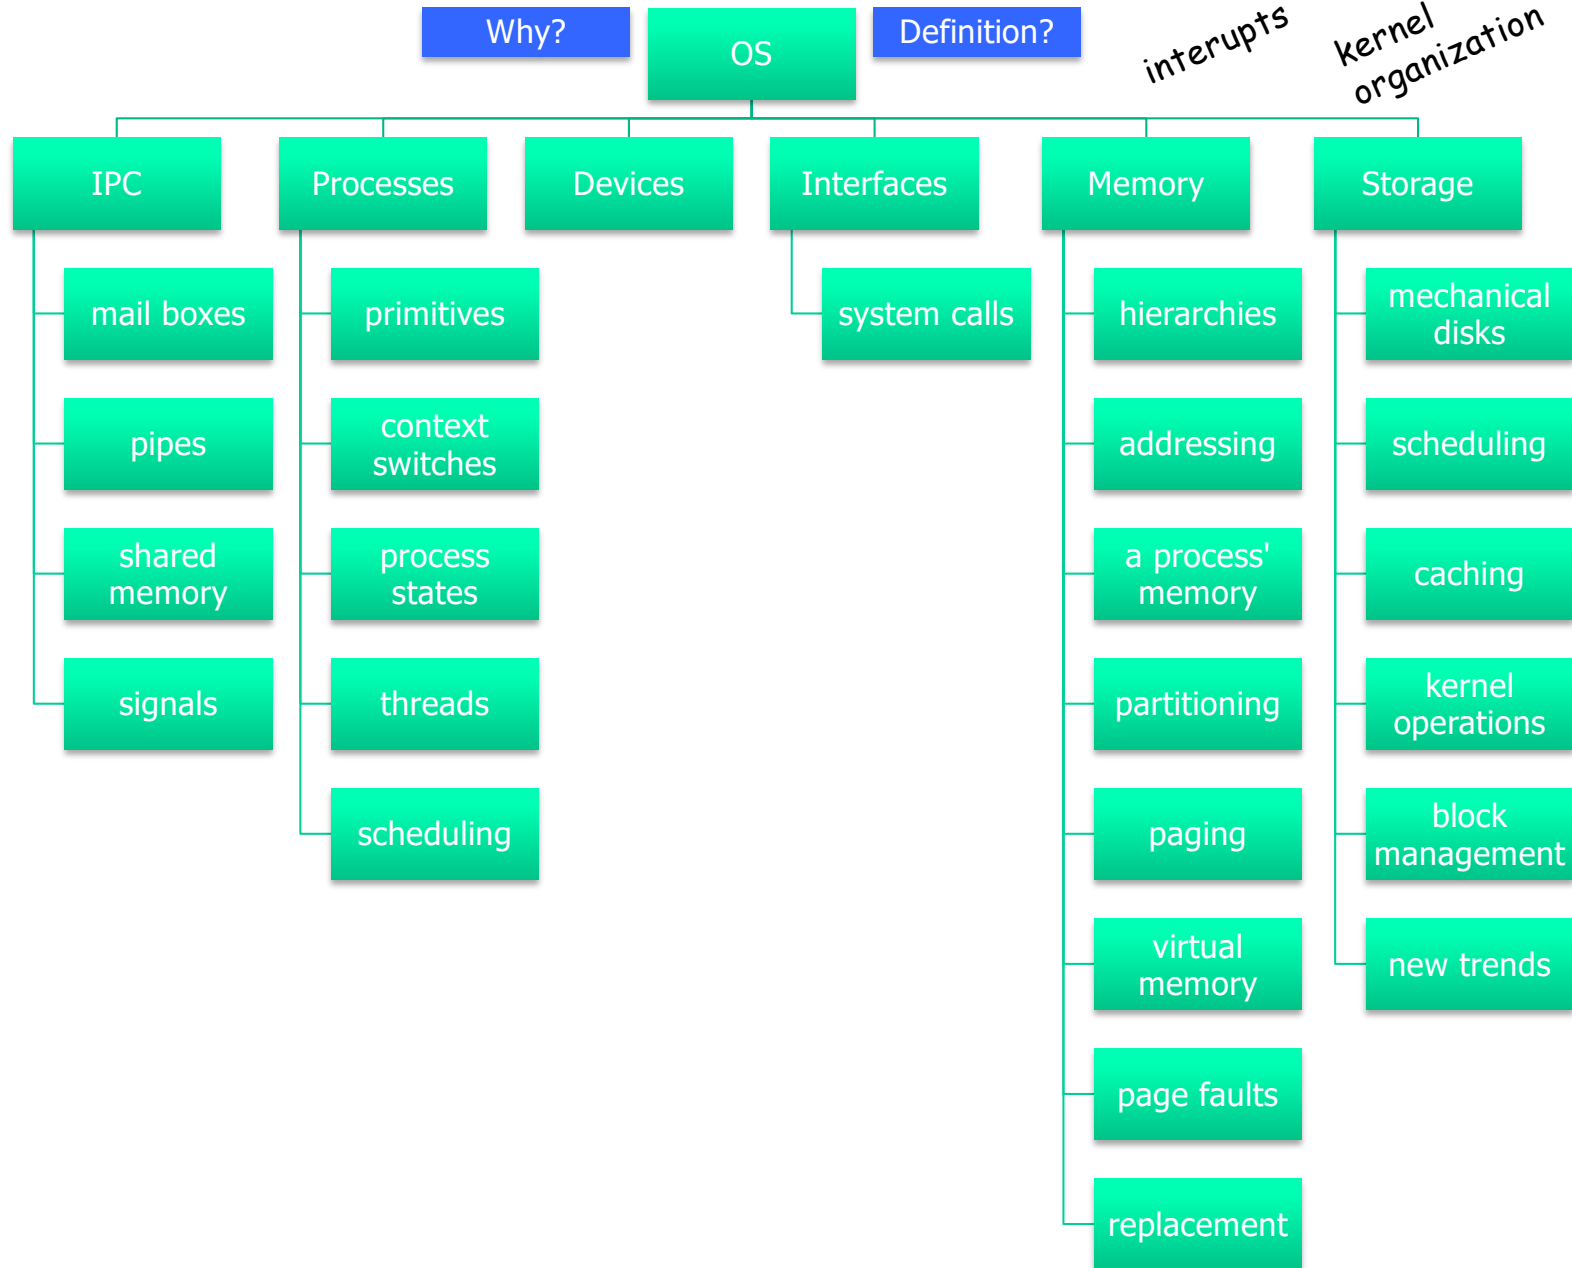 Why?
OS
Definition?
interupts
kernel
organization
IPC
Processes
Devices
Interfaces
Memory
Storage
mail boxes
pipes
shared
memory
signals
primitives
context
switches
process
states
threads
scheduling
system calls
hierarchies
addressing
a process'
memory
partitioning
paging
virtual
memory
page faults
replacement
mechanical
disks
scheduling
caching
kernel
operations
block
management
new trends